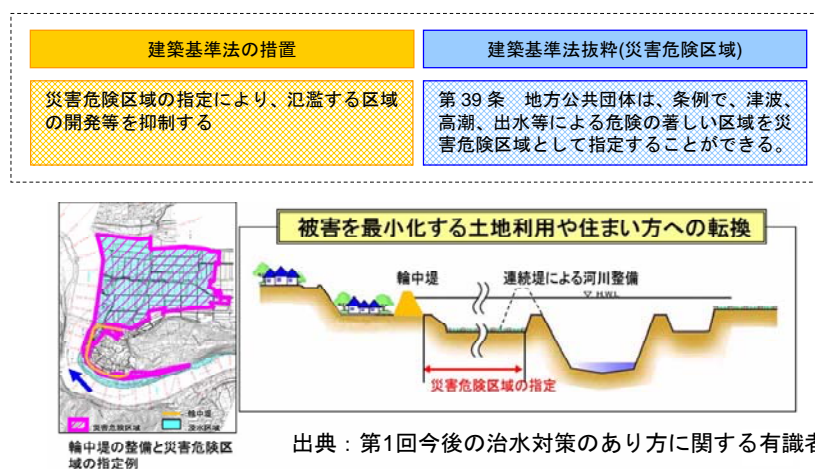 建築基準法の措置
建築基準法抜粋(災害危険区域)
災害危険区域の指定により、氾濫する区域
の開発等を抑制する
第 39 条　地方公共団体は、条例で、津波、
高潮、出水等による危険の著しい区域を災
害危険区域として指定することができる。
被害を最小化する土地利用や住まい方への転換
輪中堤
連続堤による河川整備
▽ H.W.L
災害危険区域の指定
災害危険区域
輪中堤
浸水区域
輪中堤の整備と災害危険区
域の指定例
出典：第1回今後の治水対策のあり方に関する有識者